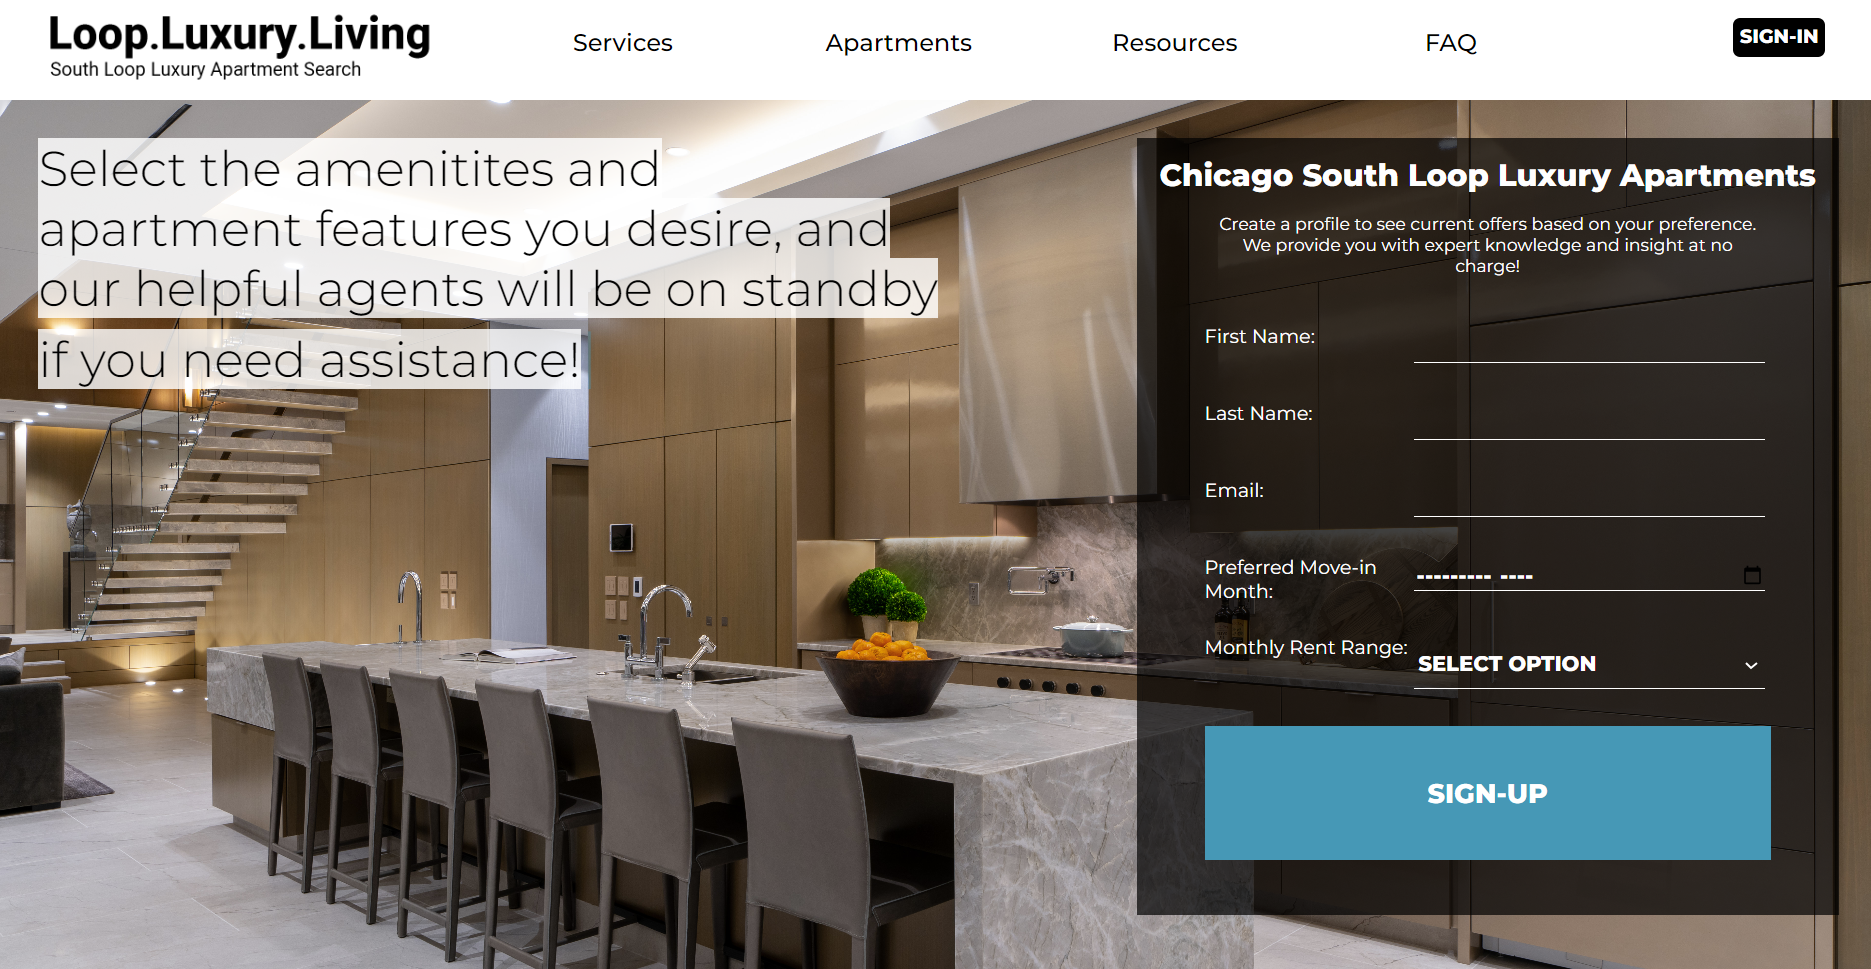 Loop.Luxury.Living
South Loop Luxury Apartment Search
Services
Apartments
Resources
FAQ
SIGN-IN
Select the amenitites and
apartment features you desire, and
our helpful agents will be on standby
if you need assistance!
Chicago South Loop Luxury Apartments
Create a profile to see current offers based on your preference.
We provide you with expert knowledge and insight at no
charge!
First Name:
Last Name:
Email:
Preferred Move-in
Month:
--------- ----
Monthly Rent Range:
SELECT OPTION
SIGN-UP